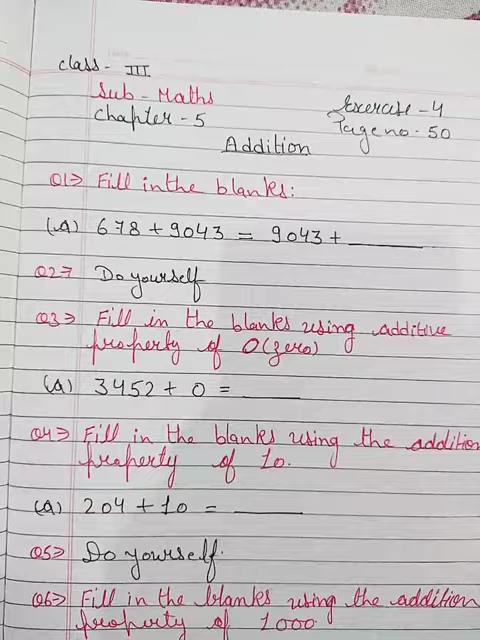 Class - III
Sub - Maths
Exercise - 4
Chapter - 5
Page no. 50
Addition
Q1⇒ Fill in the blanks:
(A) 678 + 9043 = 9043 + ______
Q2⇒ Do yourself
Q3⇒ Fill in the blanks using additive
property of 0 (zero)
(A) 3452 + 0 = ______
Q4⇒ Fill in the blanks using the addition
property of 10.
(A) 204 + 10 = ______
Q5⇒ Do yourself.
Q6⇒ Fill in the blanks using the addition
property of 1000